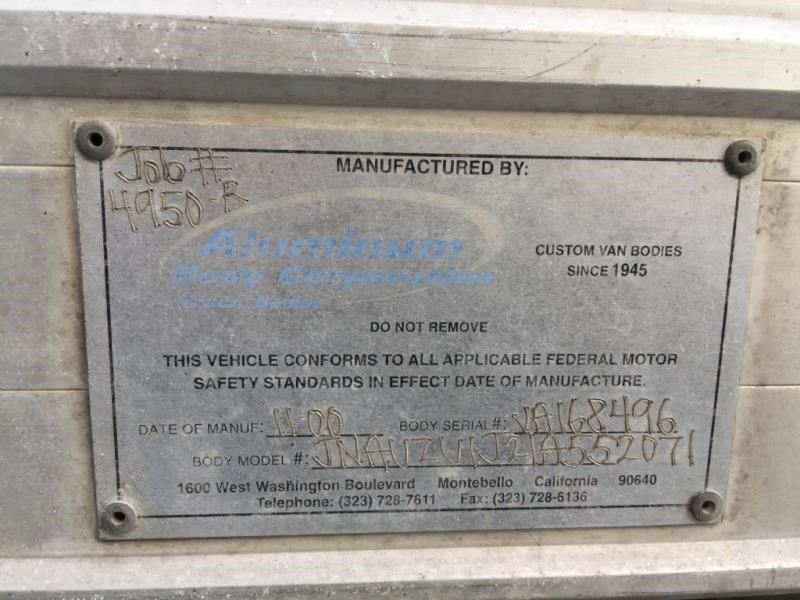 Job #
4950-R
MANUFACTURED BY:
Aluminum
Body Corporation
Truck Bodies
CUSTOM VAN BODIES
SINCE 1945
DO NOT REMOVE
THIS VEHICLE CONFORMS TO ALL APPLICABLE FEDERAL MOTOR
SAFETY STANDARDS IN EFFECT DATE OF MANUFACTURE.
DATE OF MANUF: 11-00 BODY SERIAL #: VA168496
BODY MODEL #: JNAUZU1J21A552071
1600 West Washington Boulevard Montebello California 90640
Telephone: (323) 728-7611 Fax: (323) 728-6136